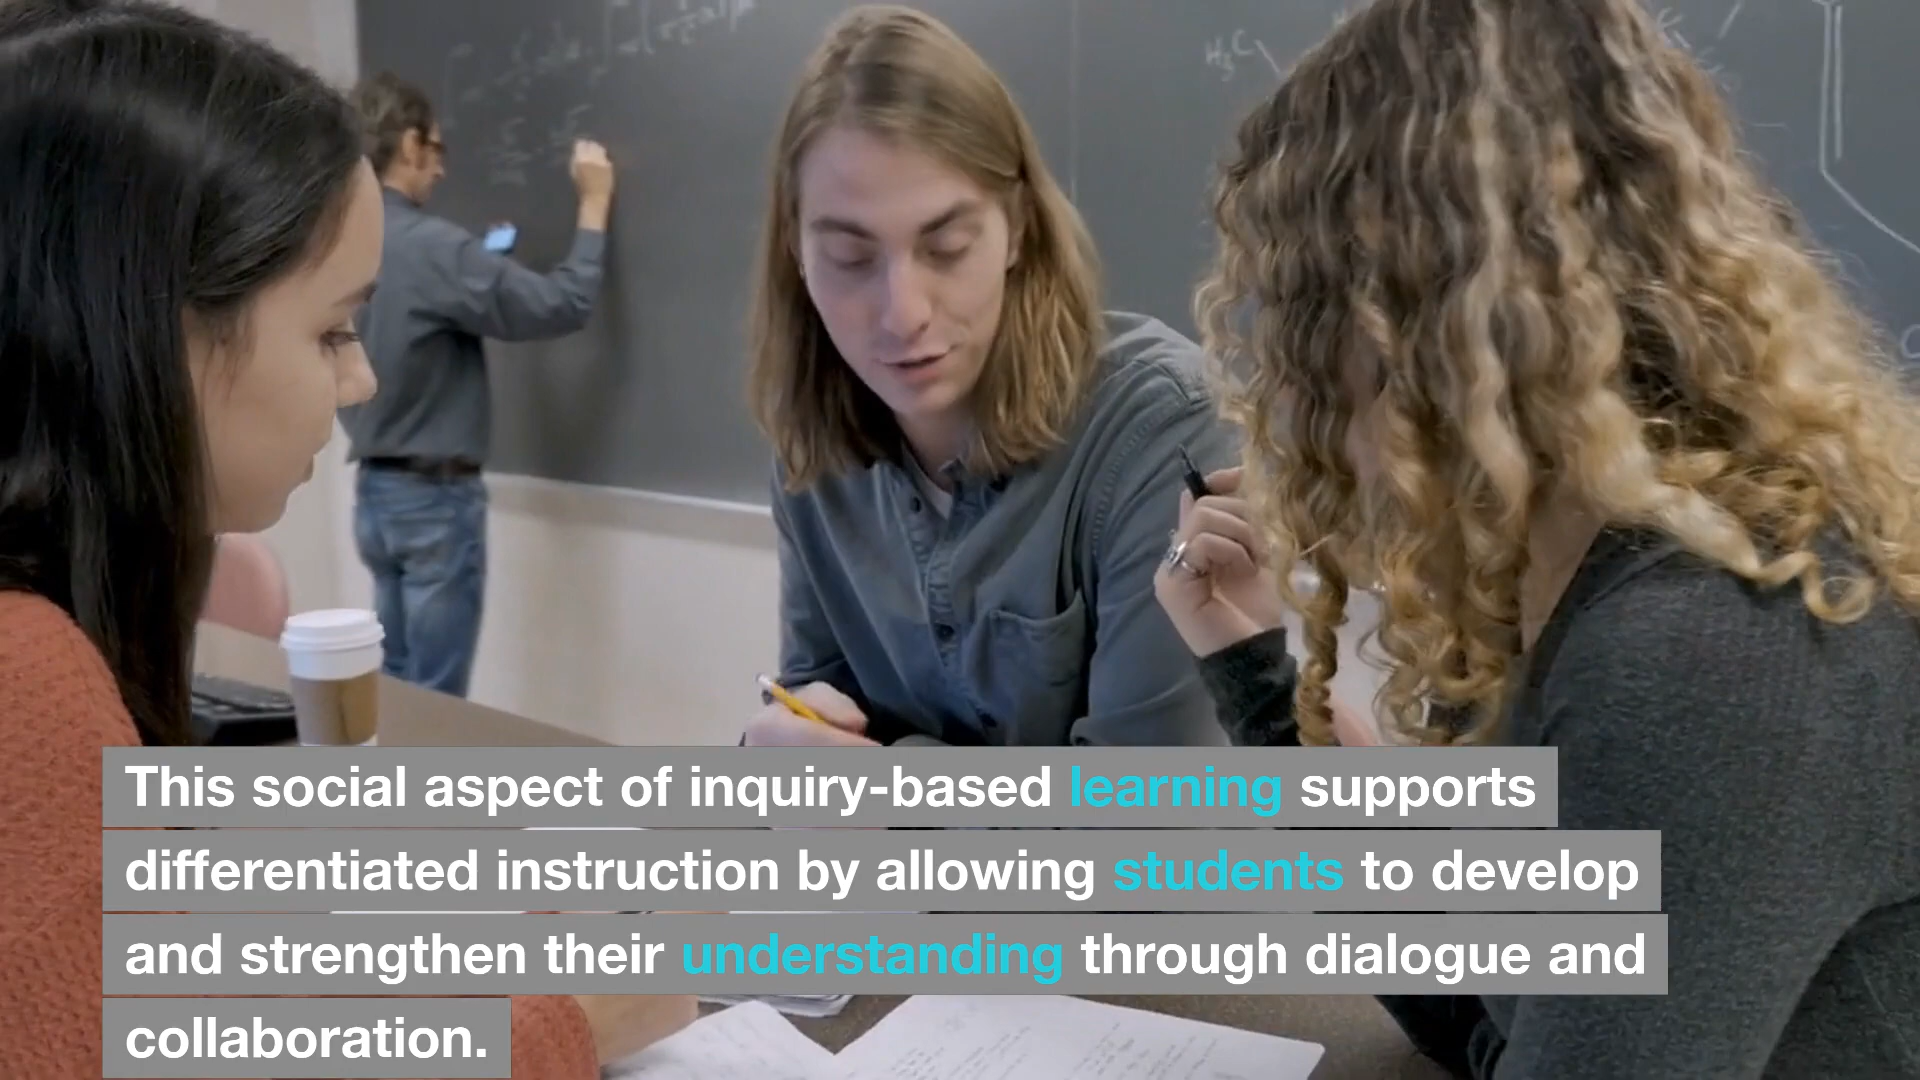 H₃C
This social aspect of inquiry-based learning supports
differentiated instruction by allowing students to develop
and strengthen their understanding through dialogue and
collaboration.